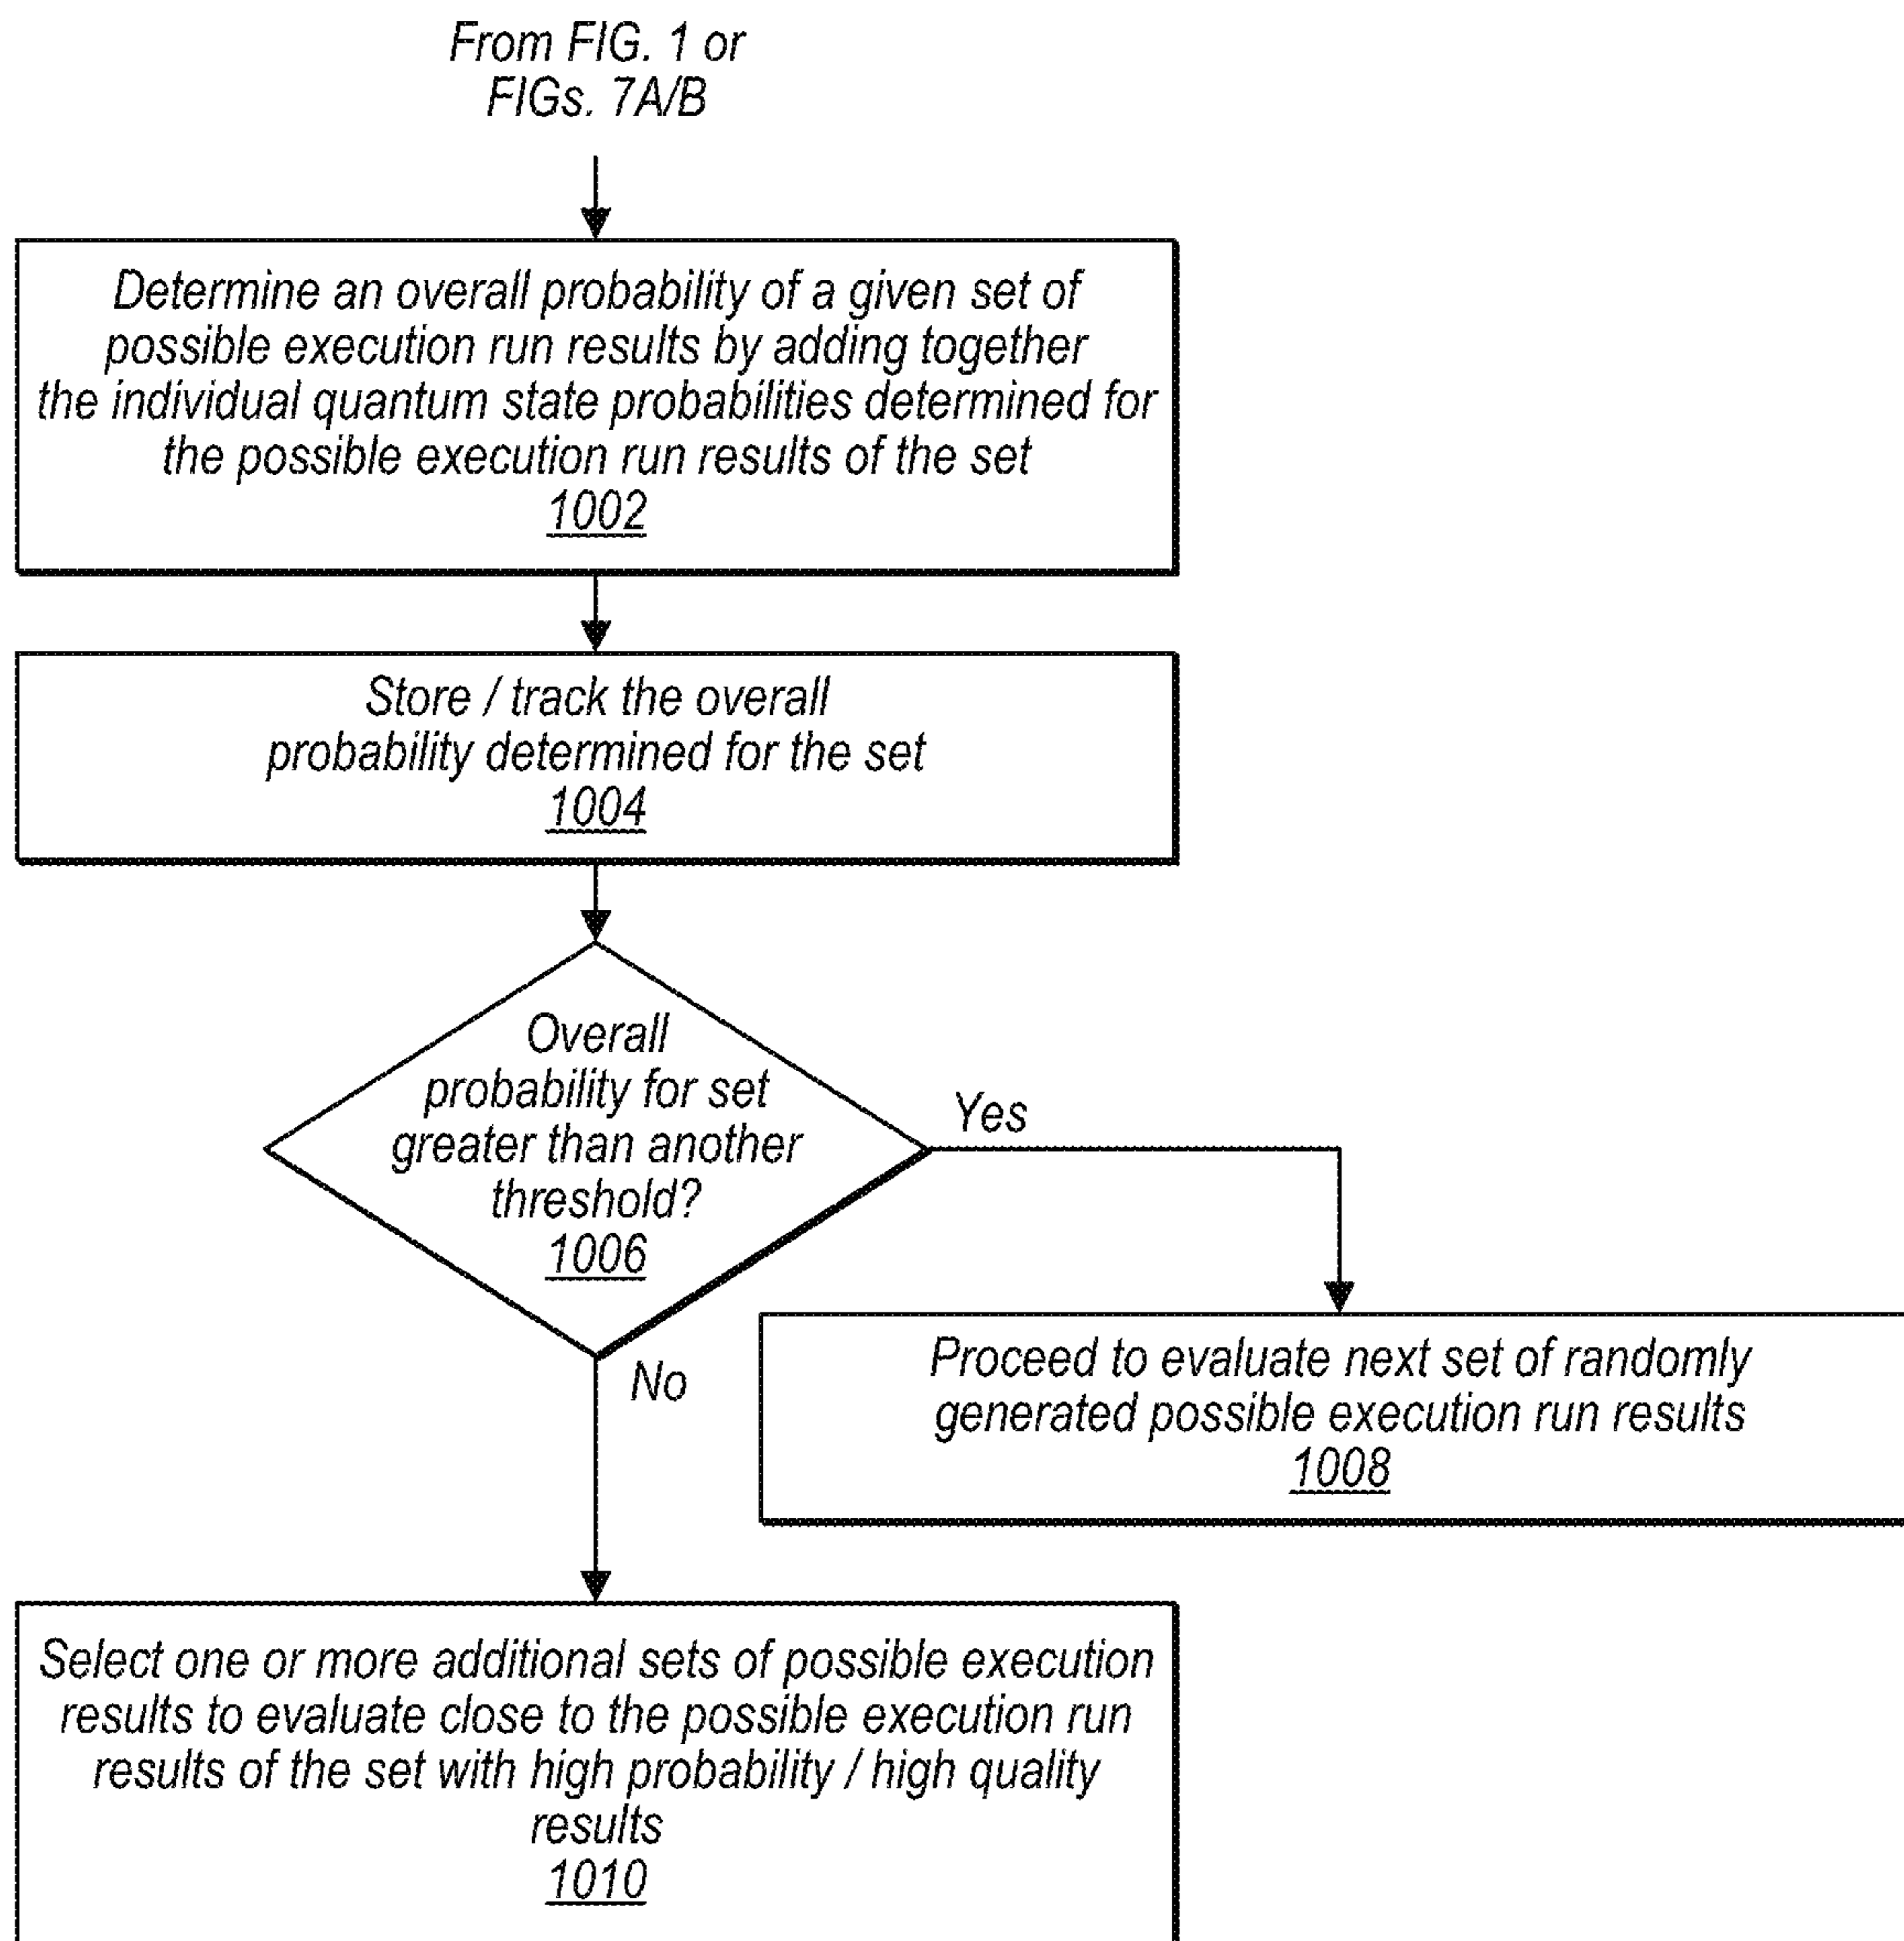 From FIG. 1 or
FIGs. 7A/B
Determine an overall probability of a given set of
possible execution run results by adding together
the individual quantum state probabilities determined for
the possible execution run results of the set
1002
Store / track the overall
probability determined for the set
1004
Overall
probability for set
greater than another
threshold?
1006
Yes
No
Proceed to evaluate next set of randomly
generated possible execution run results
1008
Select one or more additional sets of possible execution
results to evaluate close to the possible execution run
results of the set with high probability / high quality
results
1010